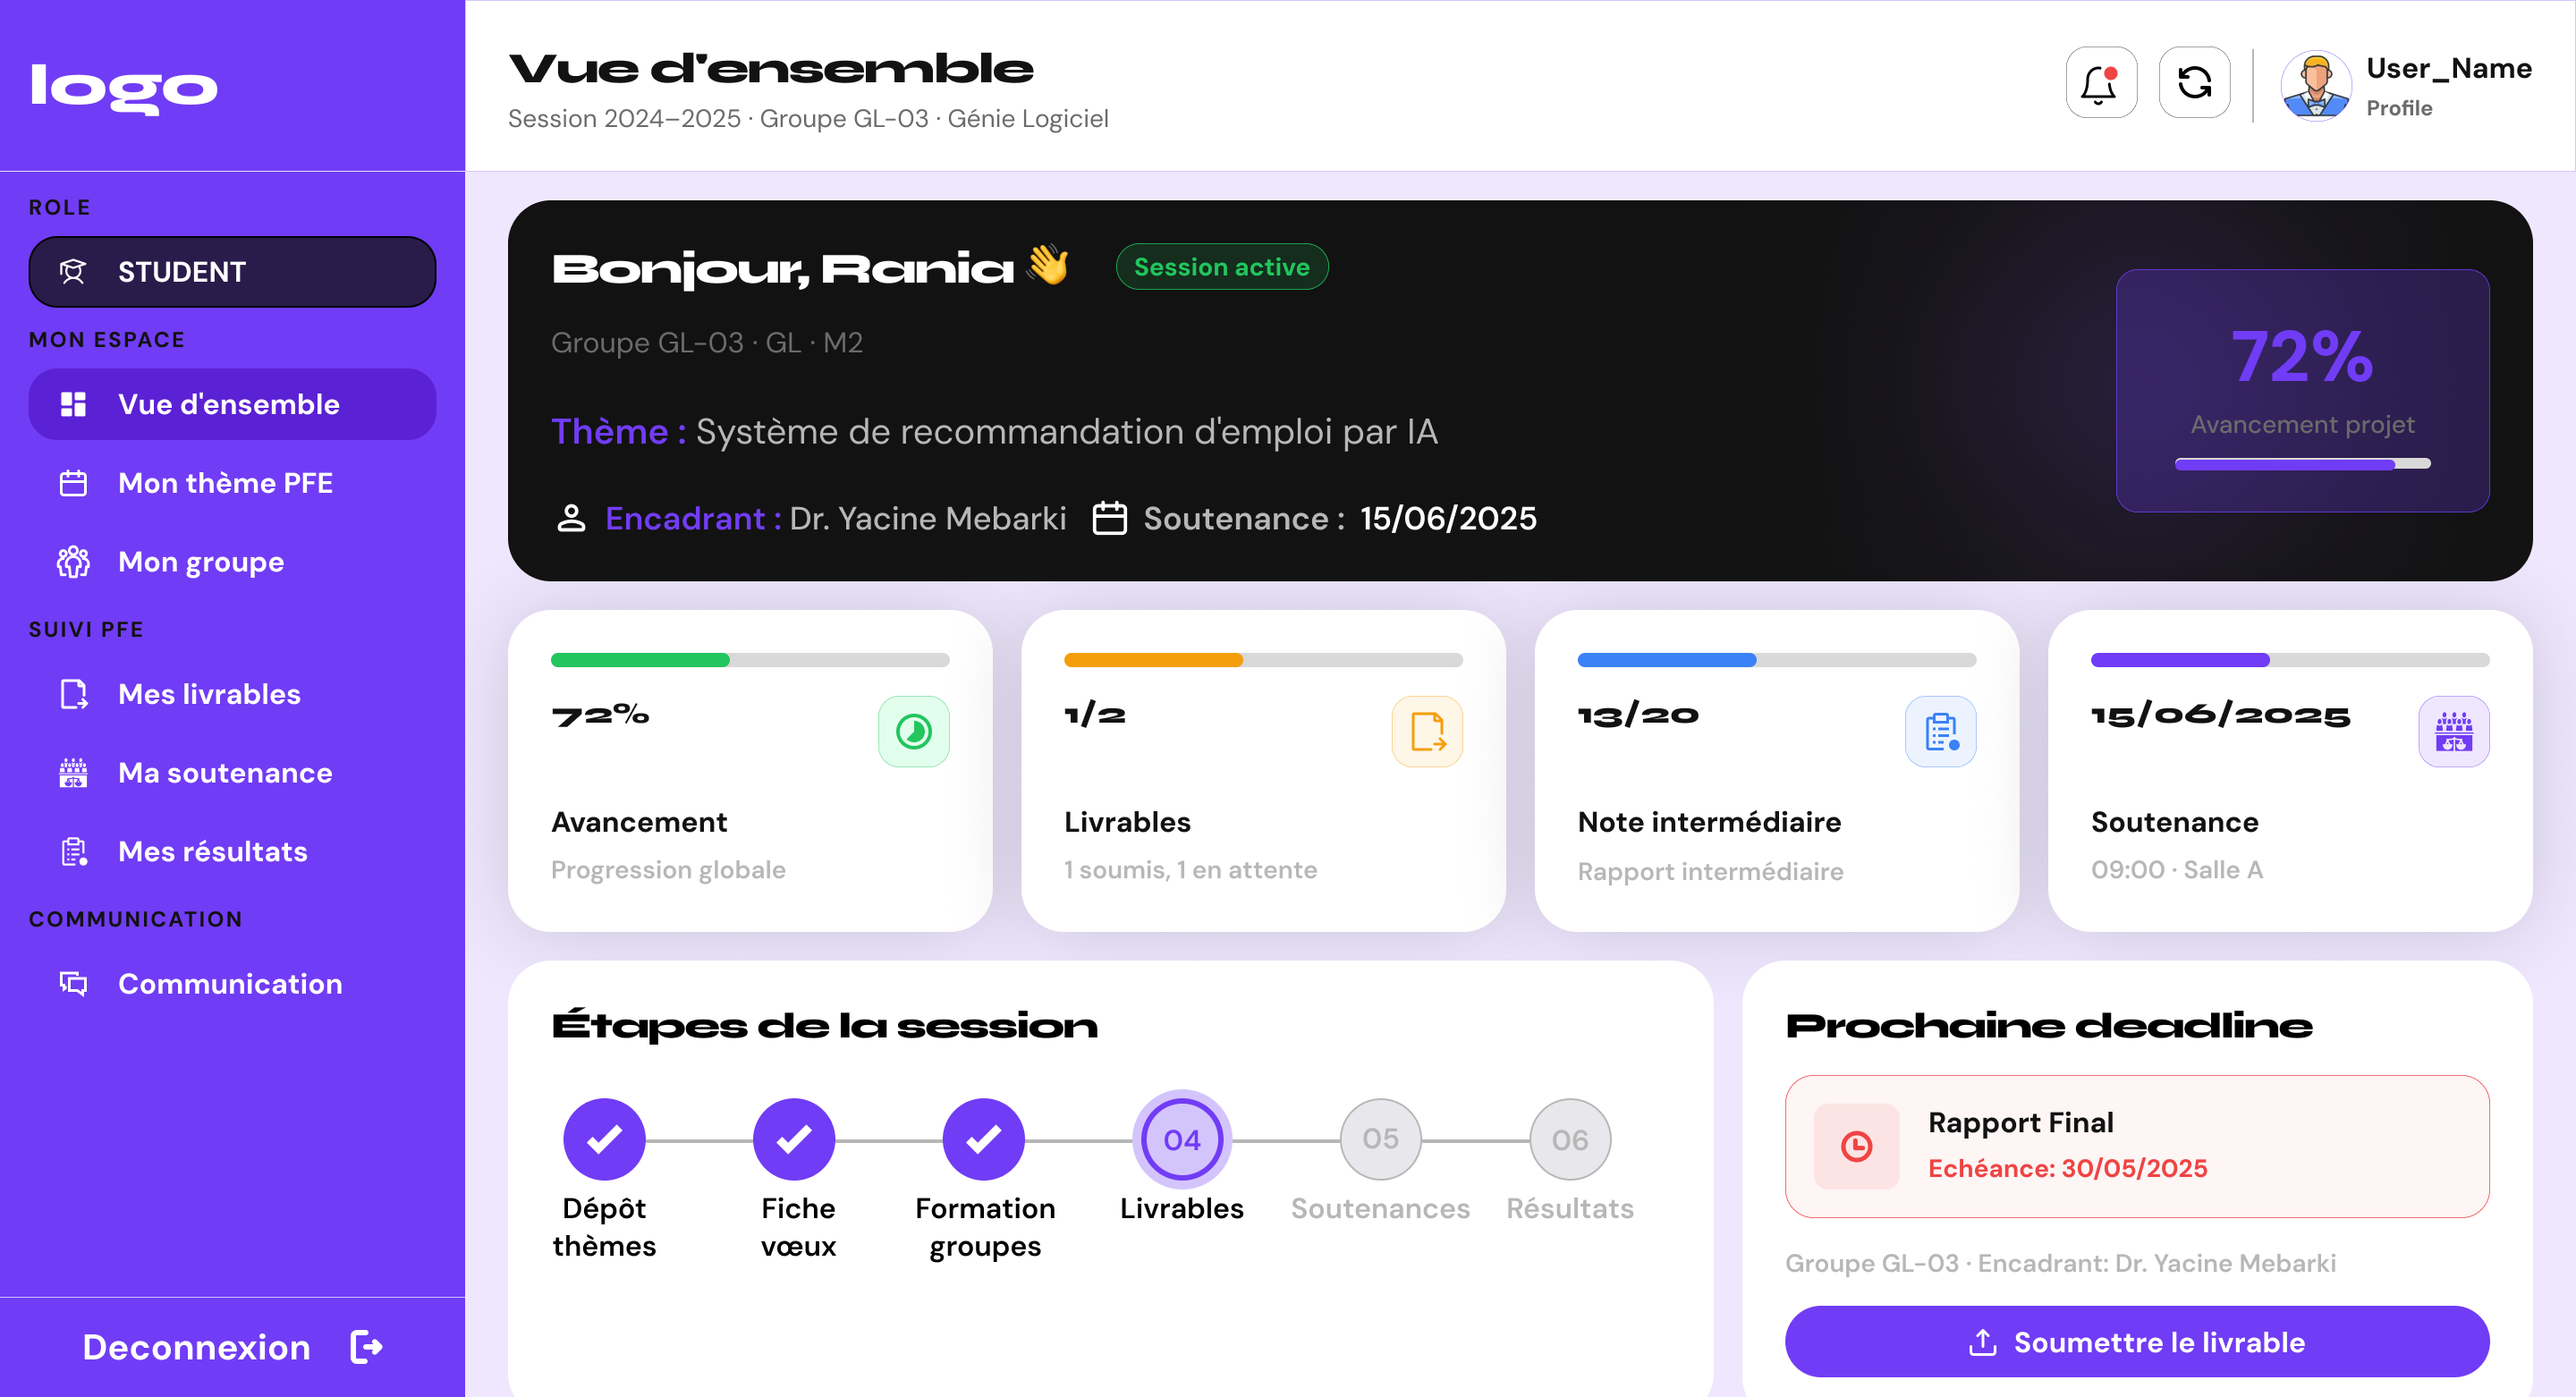 logo
ROLE
STUDENT
MON ESPACE
Vue d'ensemble
Mon thème PFE
Mon groupe
SUIVI PFE
Mes livrables
Ma soutenance
Mes résultats
COMMUNICATION
Communication
Deconnexion
Vue d'ensemble
Session 2024–2025 · Groupe GL-03 · Génie Logiciel
User_Name
Profile
Bonjour, Rania 👋 Session active
Groupe GL-03 · GL · M2
Thème : Système de recommandation d'emploi par IA
Encadrant : Dr. Yacine Mebarki Soutenance : 15/06/2025
72%
Avancement projet
72%
Avancement
Progression globale
1/2
Livrables
1 soumis, 1 en attente
13/20
Note intermédiaire
Rapport intermédiaire
15/06/2025
Soutenance
09:00 · Salle A
Étapes de la session
04 05 06
Dépôt
thèmes
Fiche
vœux
Formation
groupes
Livrables
Soutenances
Résultats
Prochaine deadline
Rapport Final
Echéance: 30/05/2025
Groupe GL-03 · Encadrant: Dr. Yacine Mebarki
Soumettre le livrable